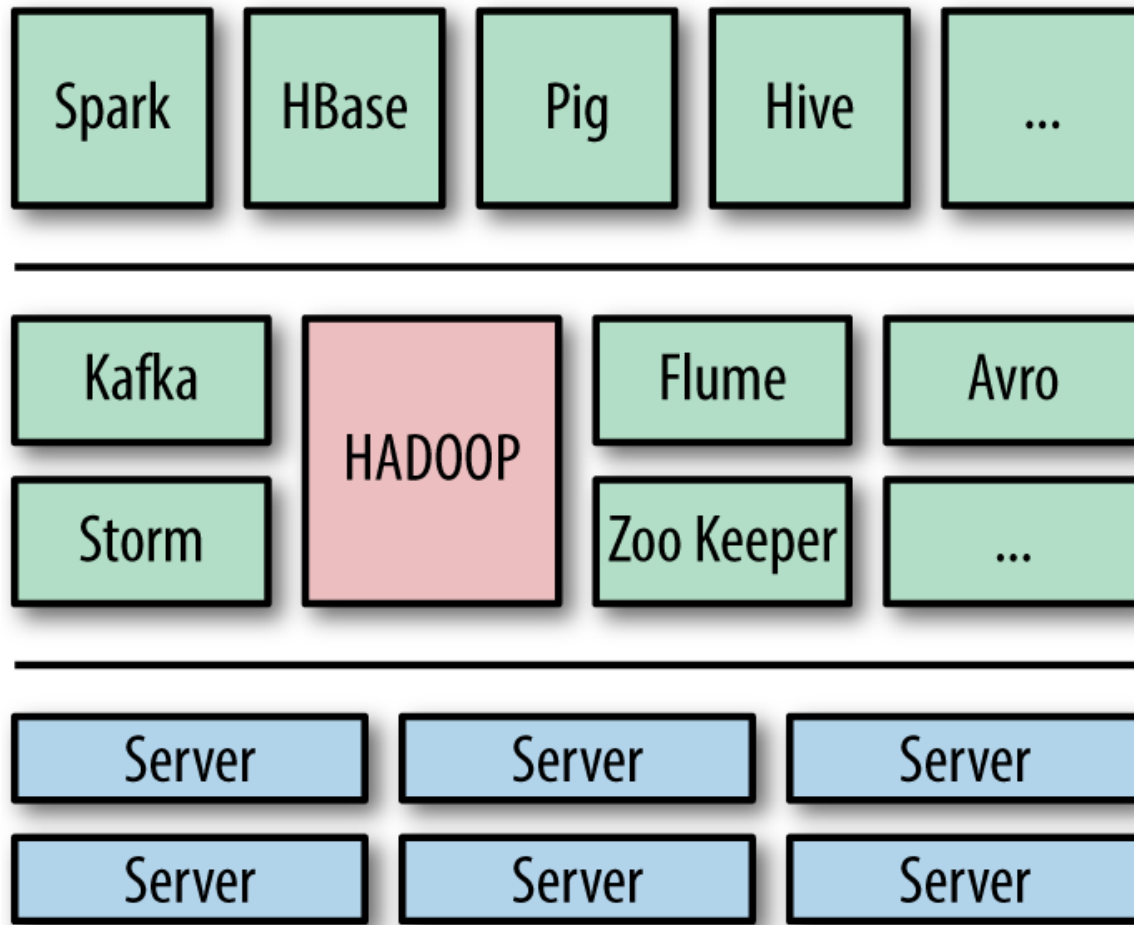 Spark HBase Pig Hive ...
Kafka Flume Avro
HADOOP
Storm Zoo Keeper ...
Server Server Server
Server Server Server